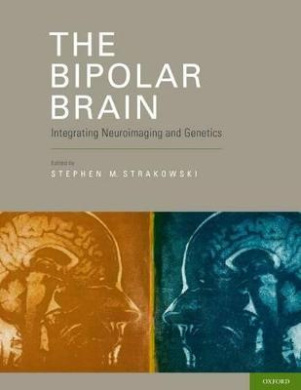 THE
BIPOLAR
BRAIN
Integrating Neuroimaging and Genetics
Edited by
STEPHEN M. STRAKOWSKI
OXFORD